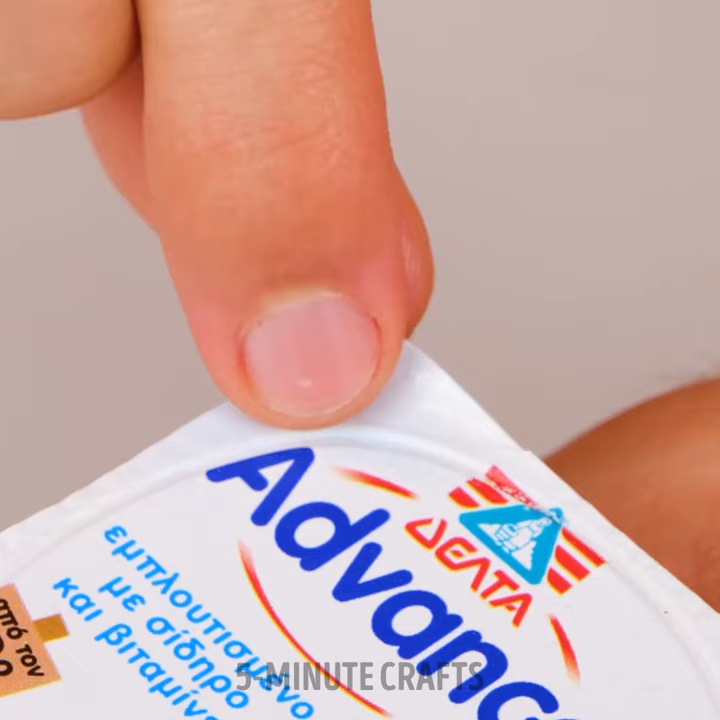 Advance
ΔΕΛΤΑ
εμπλουτισμένο
με σίδηρο
και βιταμίνε
από τον
5-MINUTE CRAFTS